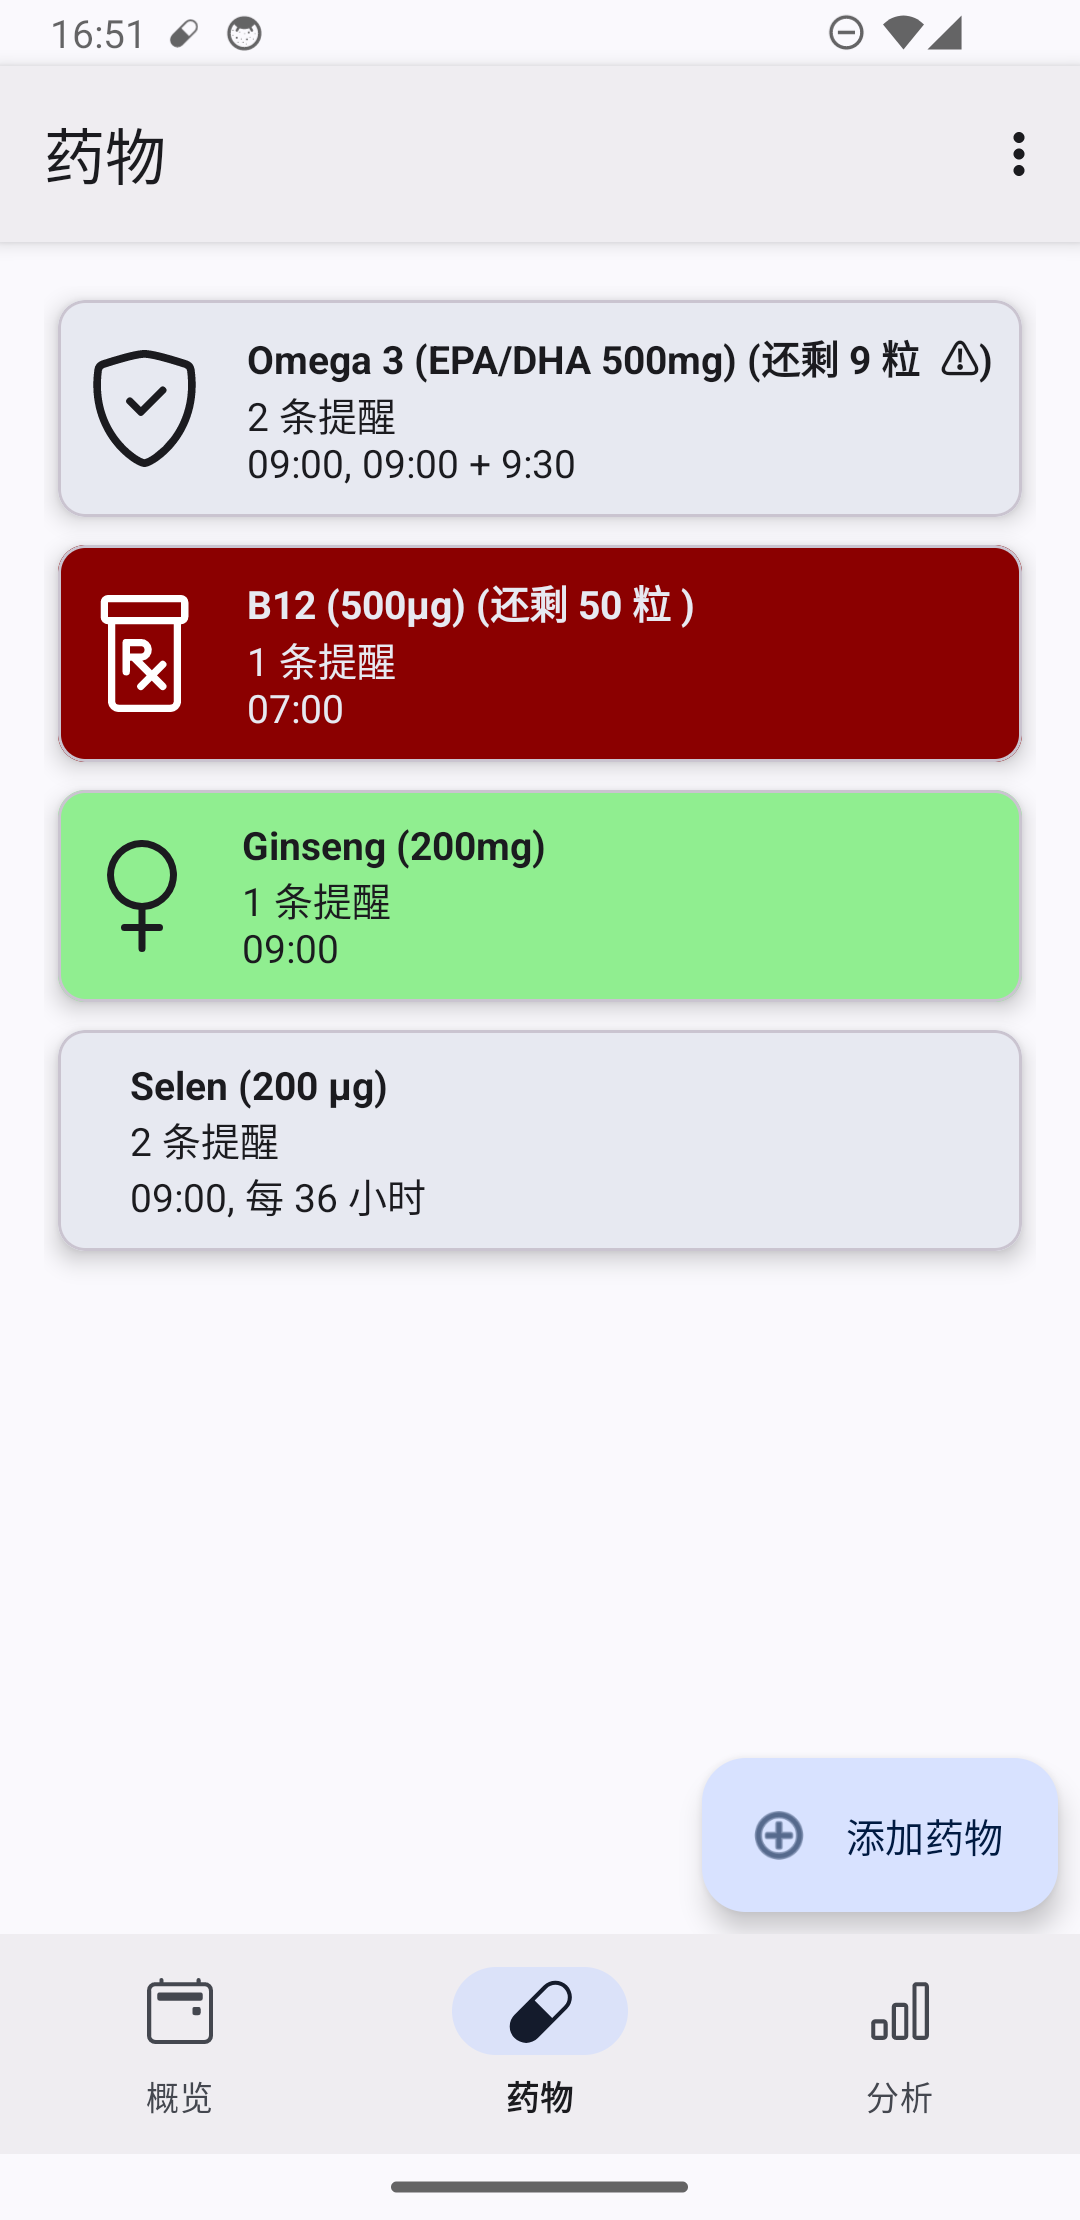 16:51
药物
Omega 3 (EPA/DHA 500mg) (还剩 9 粒 ⚠)
2 条提醒
09:00, 09:00 + 9:30
B12 (500µg) (还剩 50 粒 )
1 条提醒
07:00
Ginseng (200mg)
1 条提醒
09:00
Selen (200 µg)
2 条提醒
09:00, 每 36 小时
添加药物
概览
药物
分析